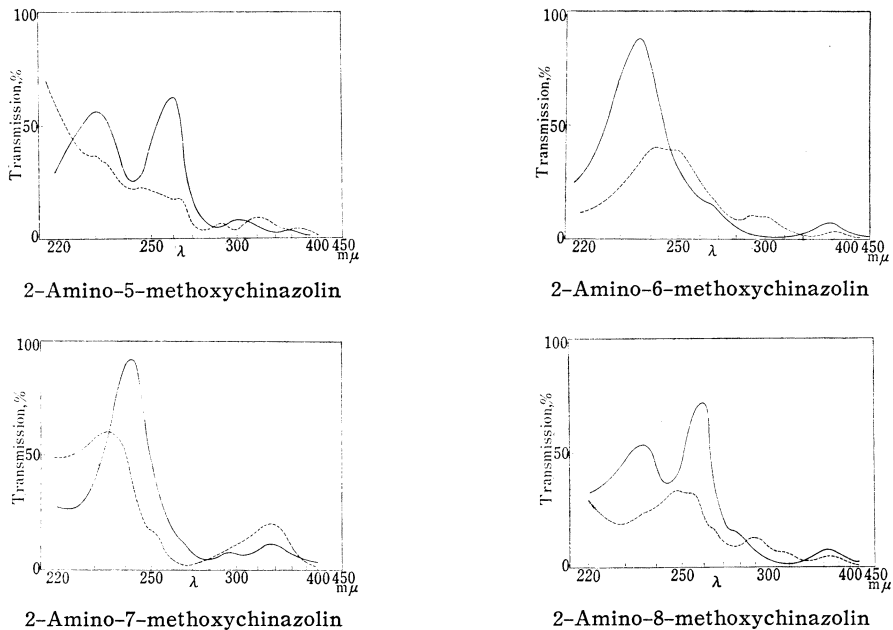 100
Transmission,%
50
0
220 250 λ 300 400 450
mμ
2-Amino-5-methoxychinazolin
100
Transmission,%
50
0
220 250 λ 300 400 450
mμ
2-Amino-6-methoxychinazolin
100
Transmission,%
50
0
220 250 λ 300 400 450
mμ
2-Amino-7-methoxychinazolin
100
Transmission,%
50
0
220 250 λ 300 400 450
mμ
2-Amino-8-methoxychinazolin